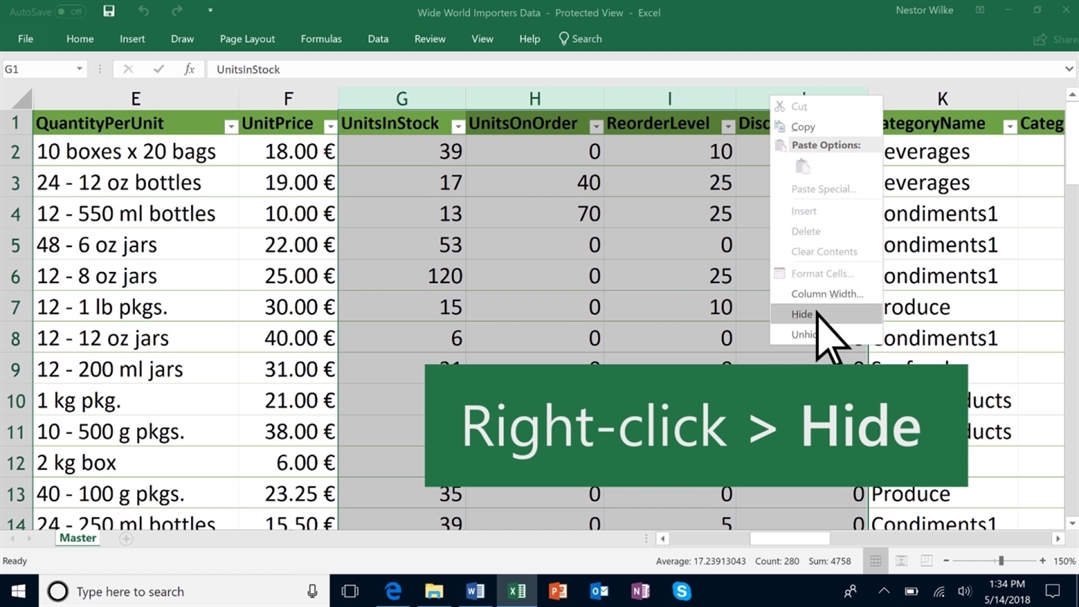 AutoSave Off
Wide World Importers Data - Protected View - Excel
Nestor Wilke
File Home Insert Draw Page Layout Formulas Data Review View Help Search Share
G1 fx UnitsInStock
E F G H I K
1 QuantityPerUnit UnitPrice UnitsInStock UnitsOnOrder ReorderLevel Disc ategoryName Categ
2 10 boxes x 20 bags 18.00 € 39 0 10 everages
3 24 - 12 oz bottles 19.00 € 17 40 25 everages
4 12 - 550 ml bottles 10.00 € 13 70 25 ondiments1
5 48 - 6 oz jars 22.00 € 53 0 0 ondiments1
6 12 - 8 oz jars 25.00 € 120 0 25 ondiments1
7 12 - 1 lb pkgs. 30.00 € 15 0 10 roduce
8 12 - 12 oz jars 40.00 € 6 0 0 ondiments1
9 12 - 200 ml jars 31.00 €
10 1 kg pkg. 21.00 € ucts
11 10 - 500 g pkgs. 38.00 € ucts
12 2 kg box 6.00 €
13 40 - 100 g pkgs. 23.25 € 35 0 0 0 Produce
14 24 - 250 ml bottles 15.50 € 39 0 5 0 Condiments1
Cut
Copy
Paste Options:
Paste Special...
Insert
Delete
Clear Contents
Format Cells...
Column Width...
Hide
Unhid
Right-click > Hide
Master
Ready Average: 17.23913043 Count: 280 Sum: 4758 150%
Type here to search
1:34 PM
5/14/2018